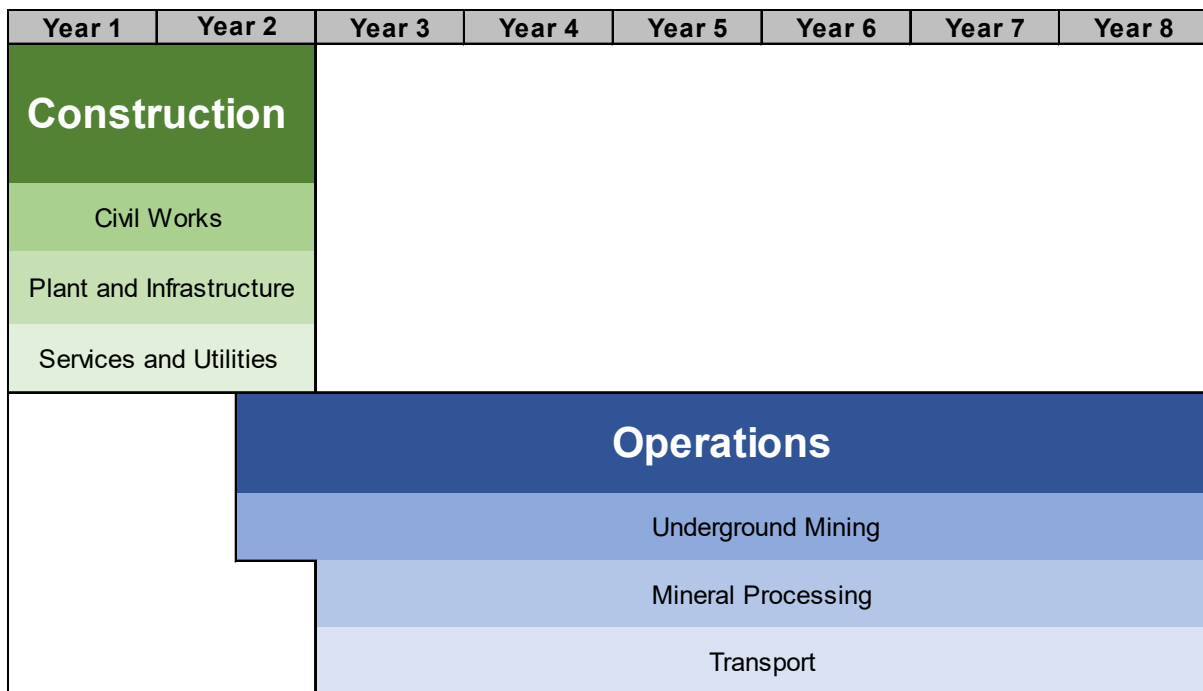 Year 1 Year 2 Year 3 Year 4 Year 5 Year 6 Year 7 Year 8
Construction
Civil Works
Plant and Infrastructure
Services and Utilities
Operations
Underground Mining
Mineral Processing
Transport